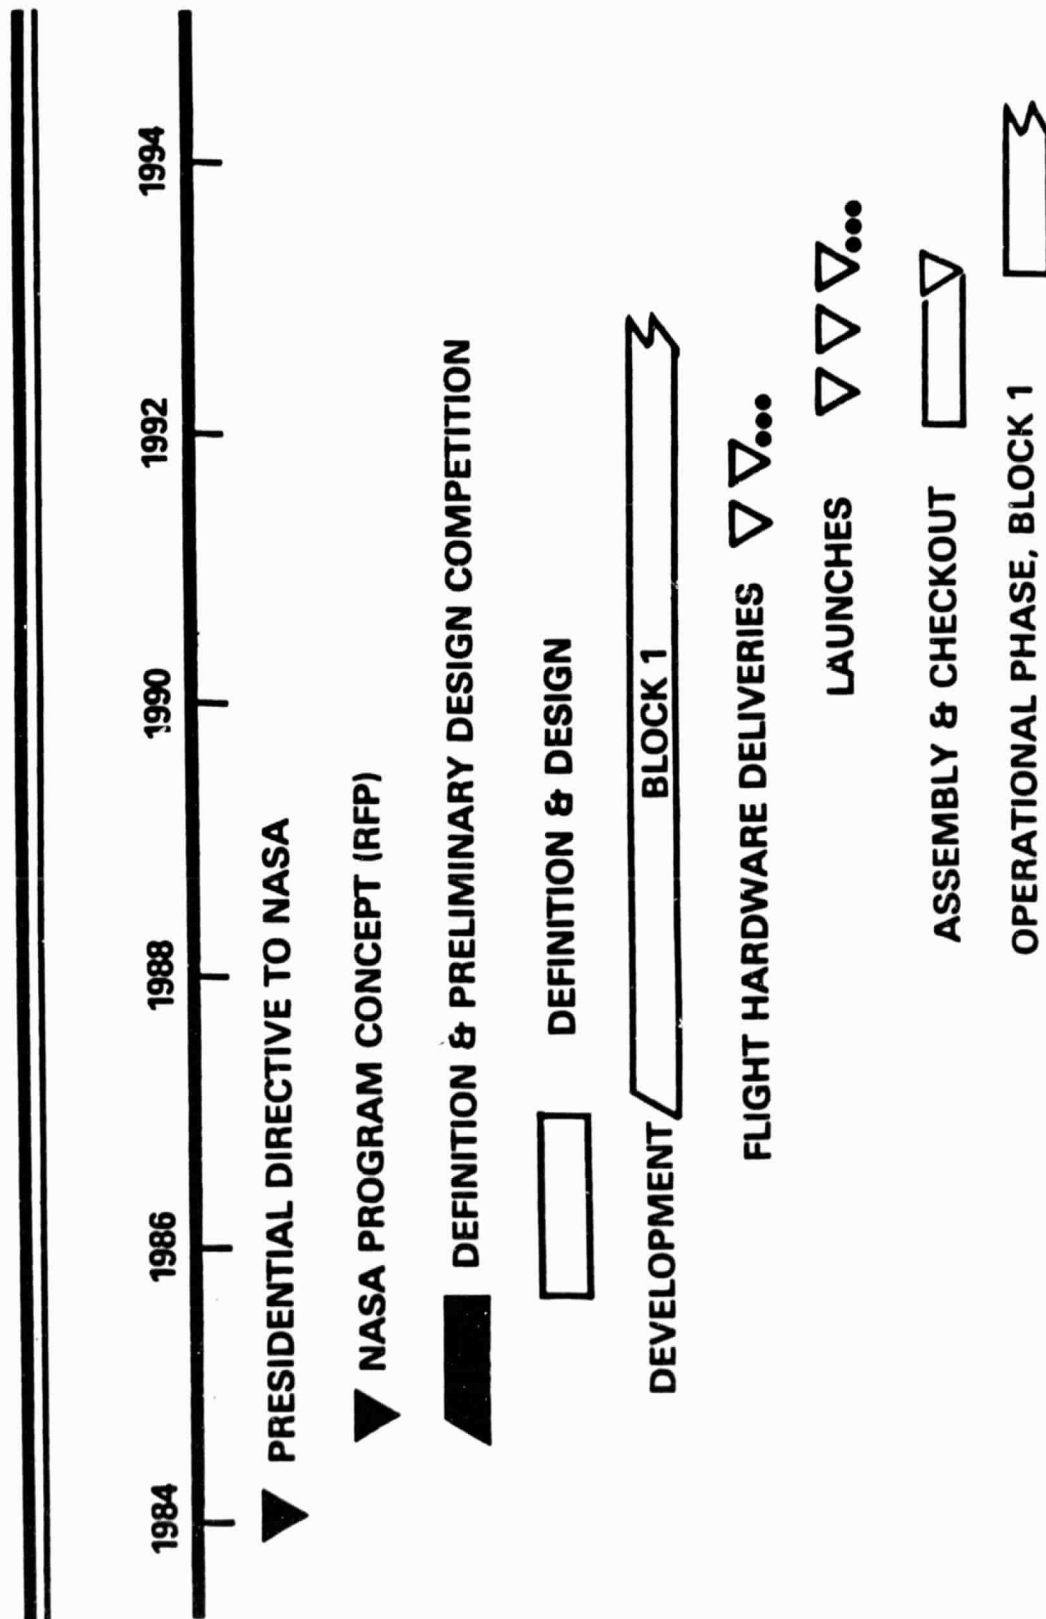 1984 1986 1988 1990 1992 1994
PRESIDENTIAL DIRECTIVE TO NASA
NASA PROGRAM CONCEPT (RFP)
DEFINITION & PRELIMINARY DESIGN COMPETITION
DEFINITION & DESIGN
DEVELOPMENT BLOCK 1
FLIGHT HARDWARE DELIVERIES ...
LAUNCHES ...
ASSEMBLY & CHECKOUT
OPERATIONAL PHASE, BLOCK 1